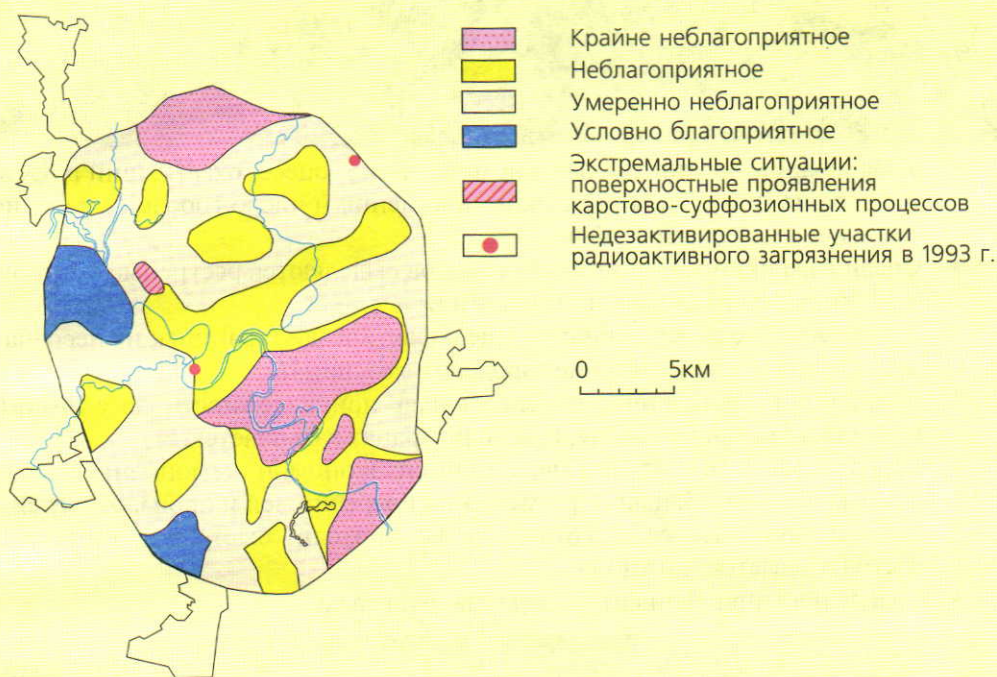 Крайне неблагоприятное
Неблагоприятное
Умеренно неблагоприятное
Условно благоприятное
Экстремальные ситуации:
поверхностные проявления
карстово-суффозионных процессов
Недезактивированные участки
радиоактивного загрязнения в 1993 г.
0 5км